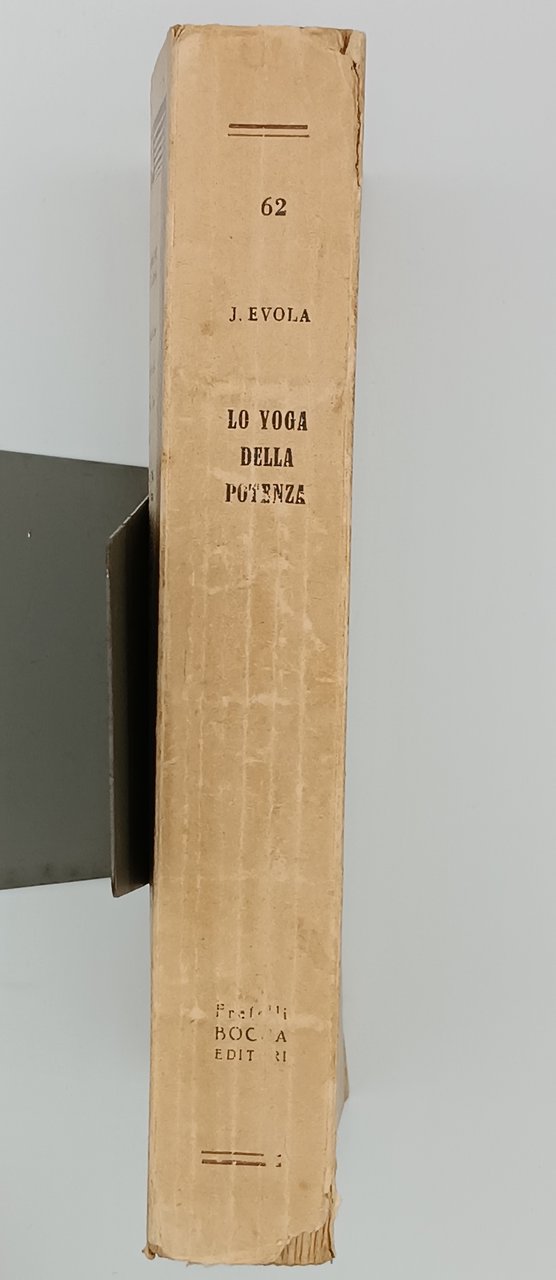 62
J. EVOLA
LO YOGA
DELLA
POTENZA
Fratelli
BOCCA
EDITORI